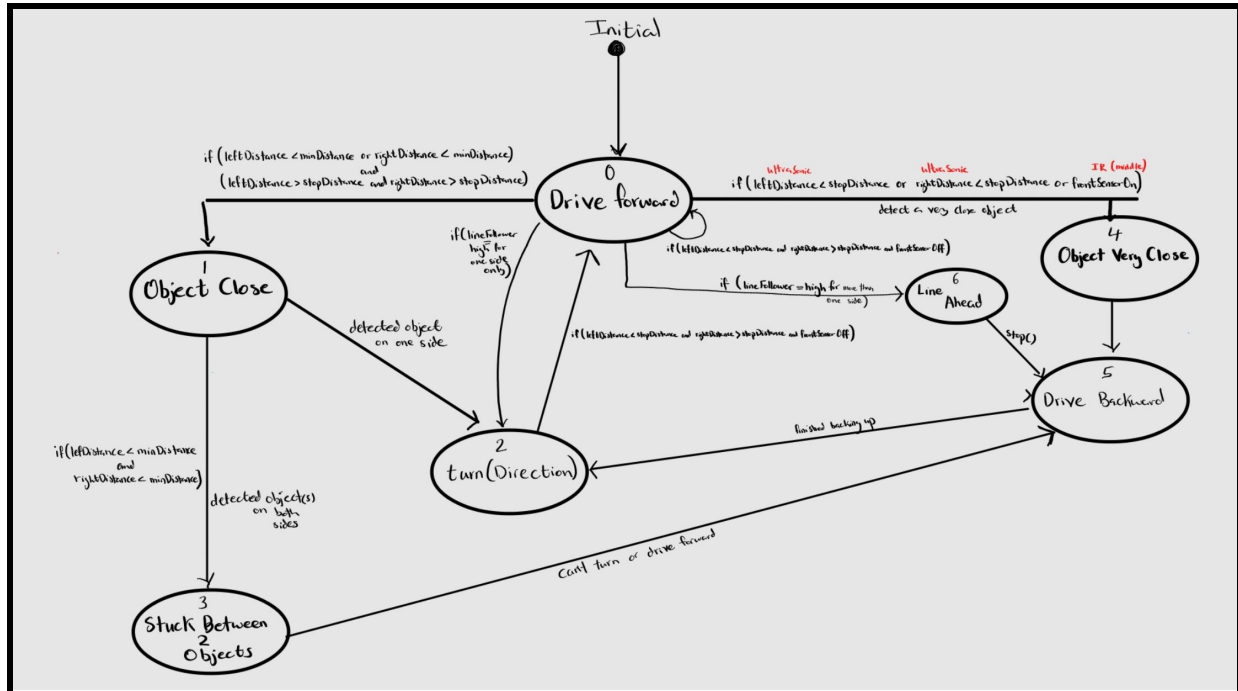 Initial
if (leftDistance < minDistance or rightDistance < minDistance)
and
(leftDistance > stopDistance and rightDistance > stopDistance)
0
Drive forward
ultraSonic
ultraSonic
IR (middle)
if (leftDistance < stopDistance or rightDistance < stopDistance or frontSensorOn)
detect a very close object
if (lineFollower
= high for
one side
only)
if (leftDistance < stopDistance and rightDistance > stopDistance and frontSensorOff)
1
Object Close
4
Object Very Close
if (lineFollower = high for more than
one side)
6
Line
Ahead
detected object
on one side
if (leftDistance < stopDistance and rightDistance > stopDistance and frontSensorOff)
stop()
5
Drive Backward
2
turn(Direction)
finished backing up
if (leftDistance < minDistance
and
rightDistance < minDistance)
detected object(s)
on both
sides
Can't turn or drive forward
3
Stuck Between
2
Objects